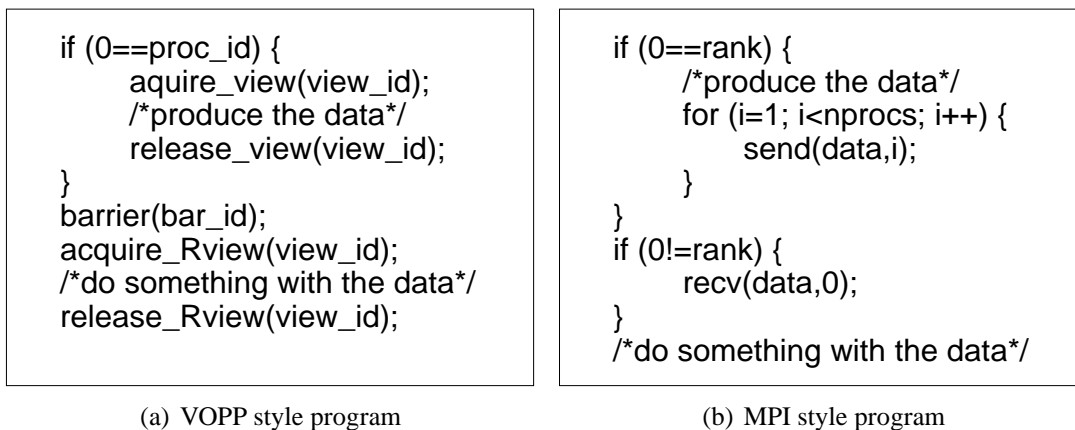 if (0==proc_id) {
aquire_view(view_id);
/*produce the data*/
release_view(view_id);
}
barrier(bar_id);
acquire_Rview(view_id);
/*do something with the data*/
release_Rview(view_id);
(a) VOPP style program
if (0==rank) {
/*produce the data*/
for (i=1; i<nprocs; i++) {
send(data,i);
}
}
if (0!=rank) {
recv(data,0);
}
/*do something with the data*/
(b) MPI style program